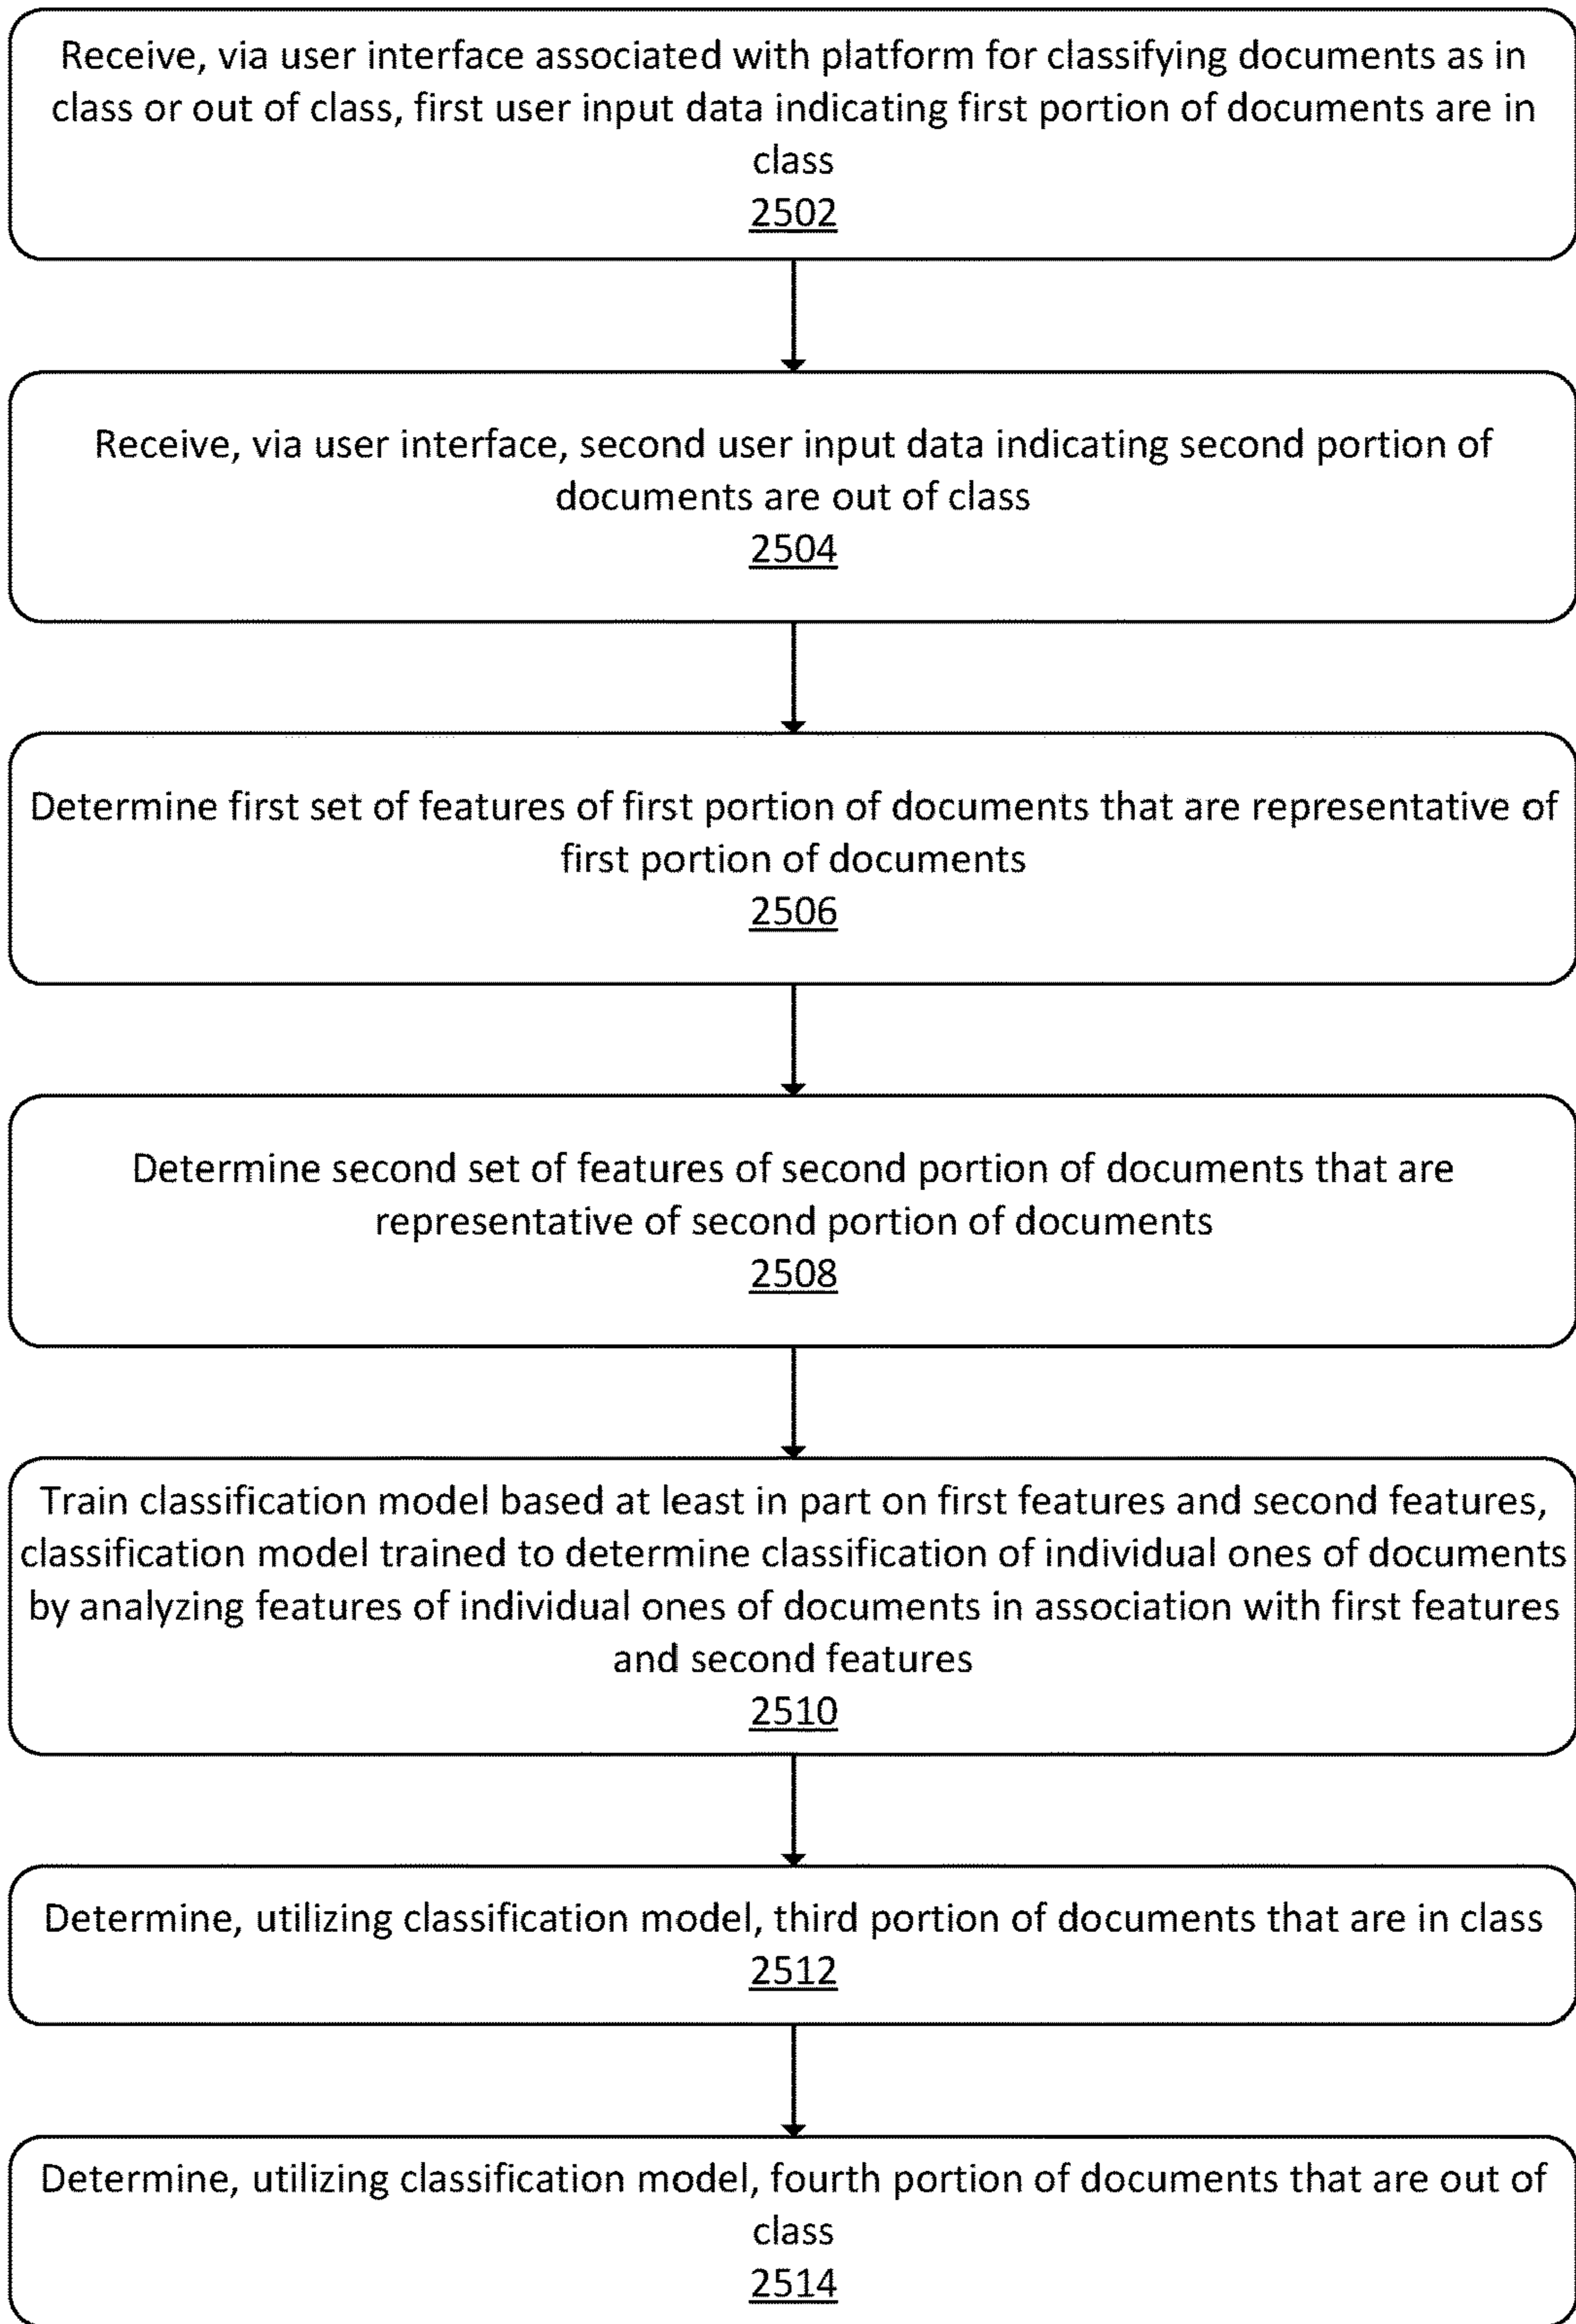 Receive, via user interface associated with platform for classifying documents as in
class or out of class, first user input data indicating first portion of documents are in
class
2502
Receive, via user interface, second user input data indicating second portion of
documents are out of class
2504
Determine first set of features of first portion of documents that are representative of
first portion of documents
2506
Determine second set of features of second portion of documents that are
representative of second portion of documents
2508
Train classification model based at least in part on first features and second features,
classification model trained to determine classification of individual ones of documents
by analyzing features of individual ones of documents in association with first features
and second features
2510
Determine, utilizing classification model, third portion of documents that are in class
2512
Determine, utilizing classification model, fourth portion of documents that are out of
class
2514